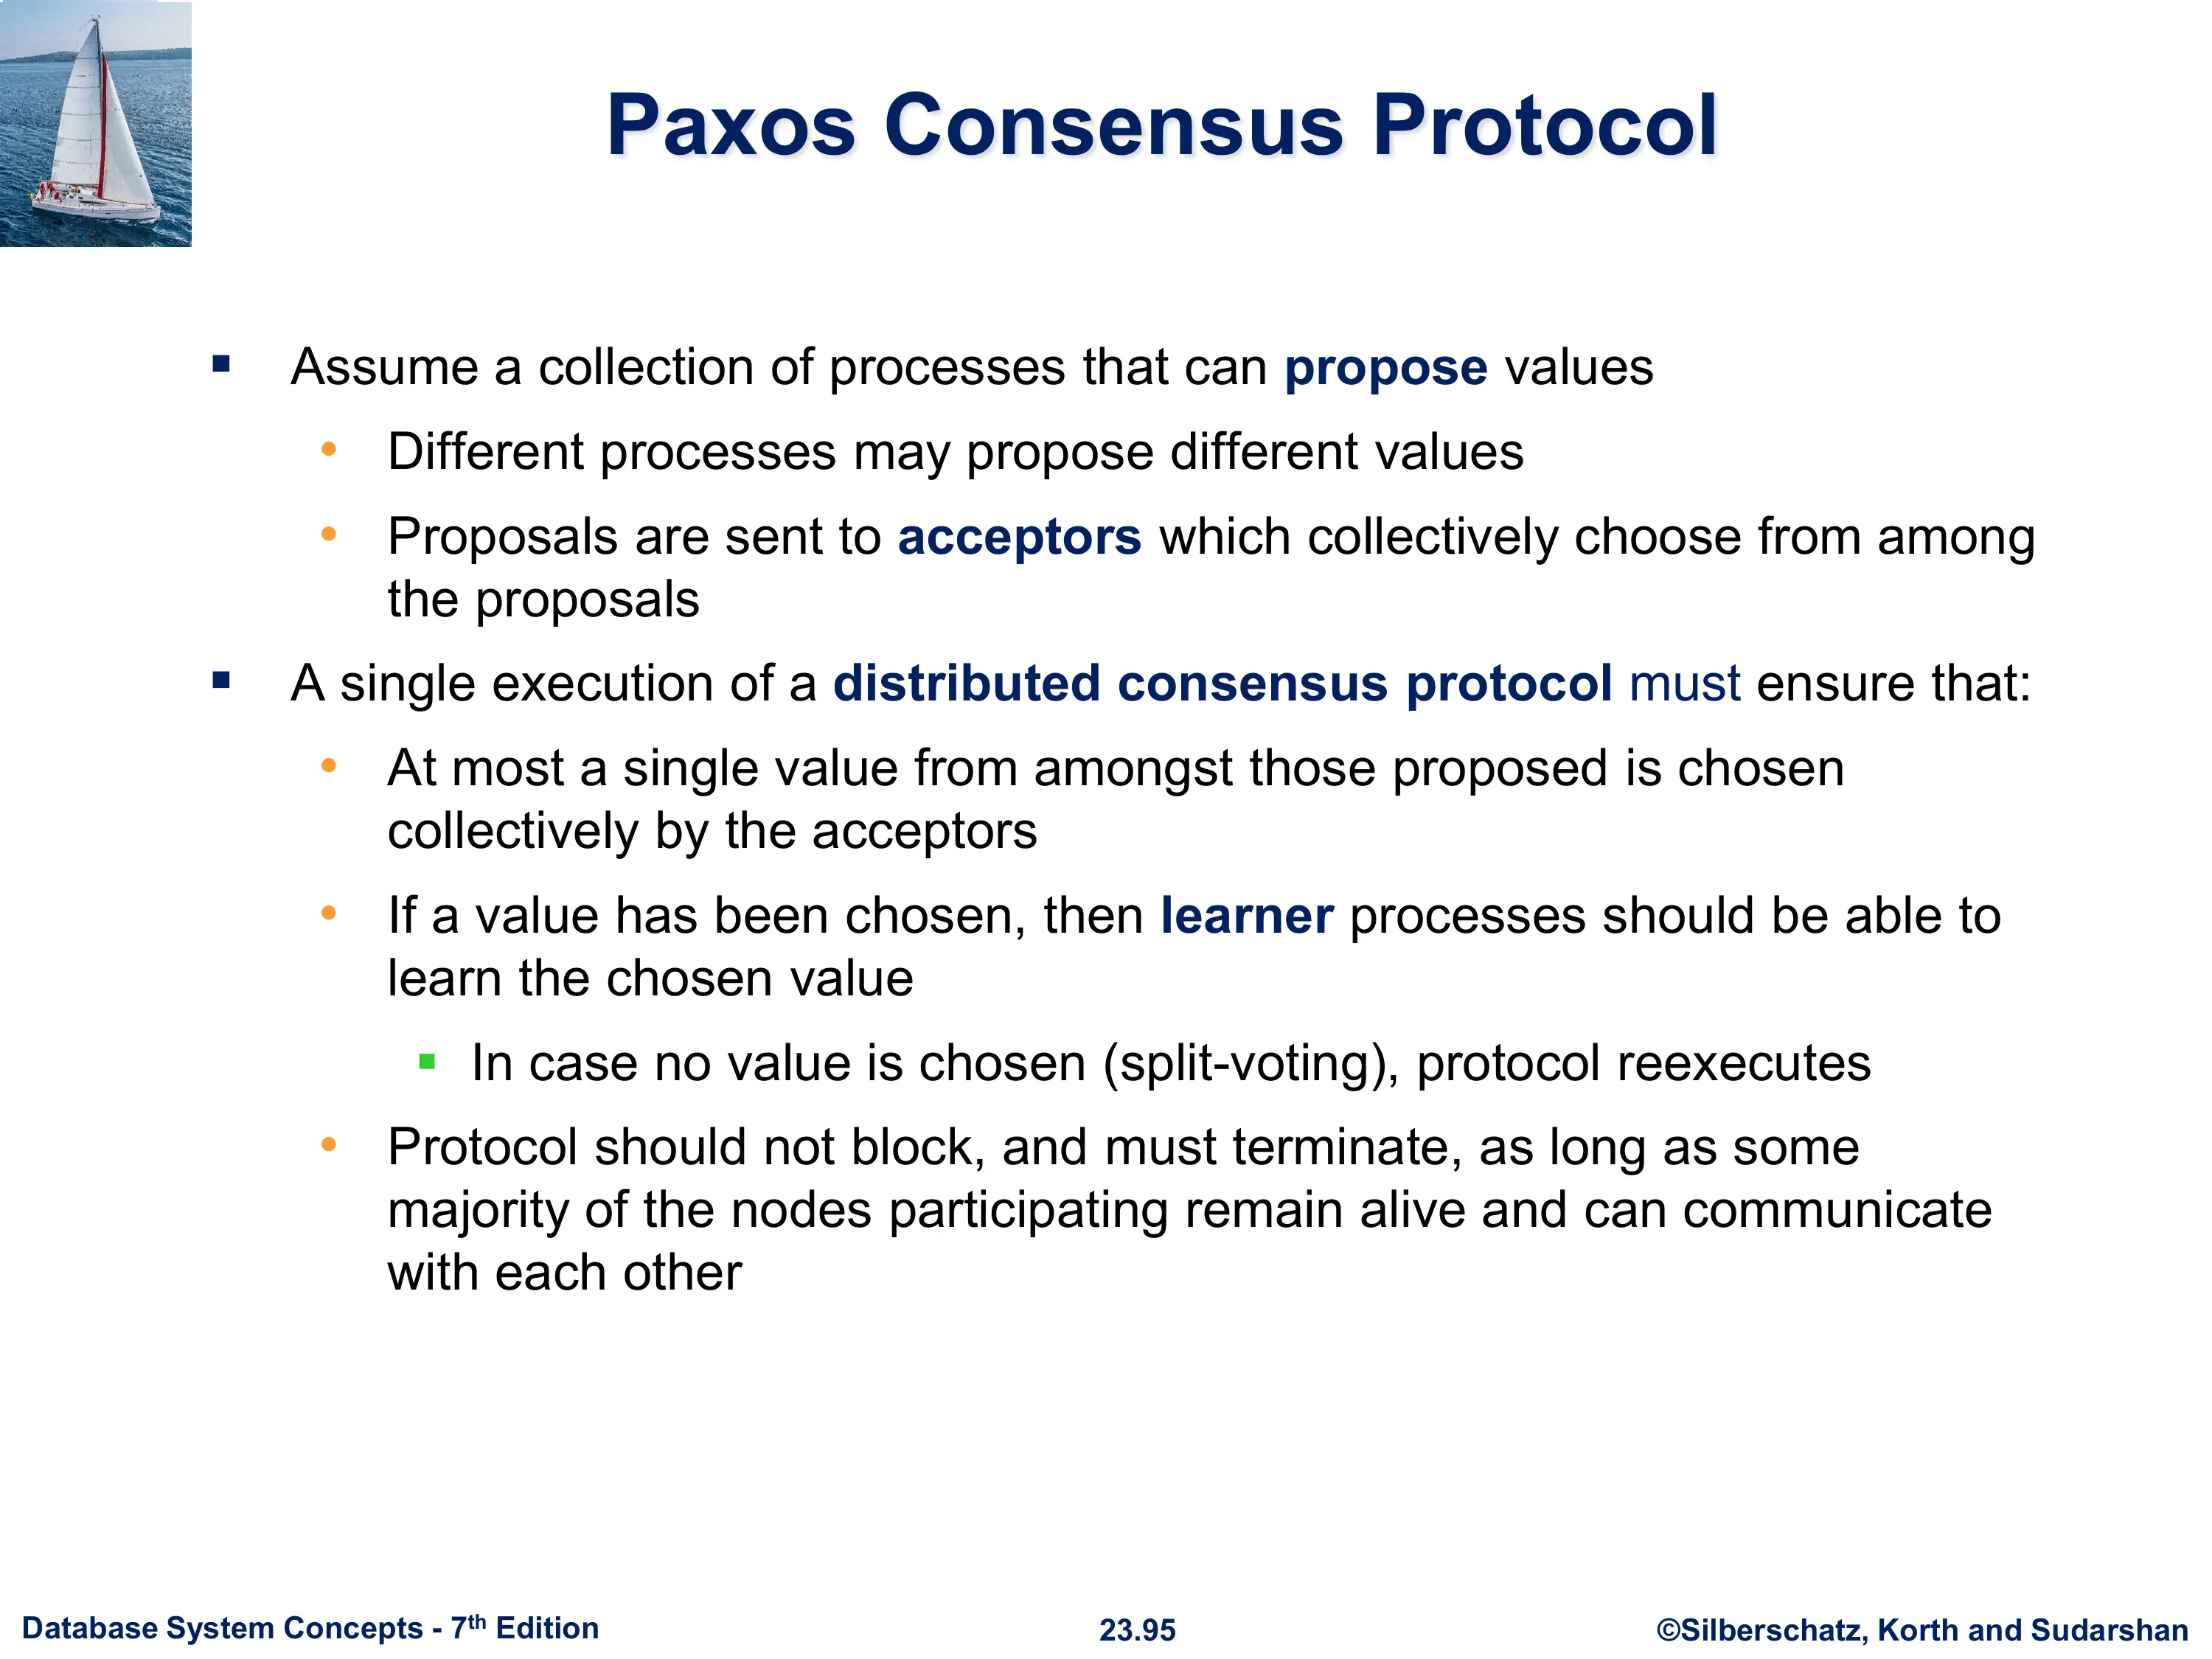 Paxos Consensus Protocol
▪ Assume a collection of processes that can propose values
• Different processes may propose different values
• Proposals are sent to acceptors which collectively choose from among
the proposals
▪ A single execution of a distributed consensus protocol must ensure that:
• At most a single value from amongst those proposed is chosen
collectively by the acceptors
• If a value has been chosen, then learner processes should be able to
learn the chosen value
▪ In case no value is chosen (split-voting), protocol reexecutes
• Protocol should not block, and must terminate, as long as some
majority of the nodes participating remain alive and can communicate
with each other
Database System Concepts - 7th Edition
23.95
©Silberschatz, Korth and Sudarshan